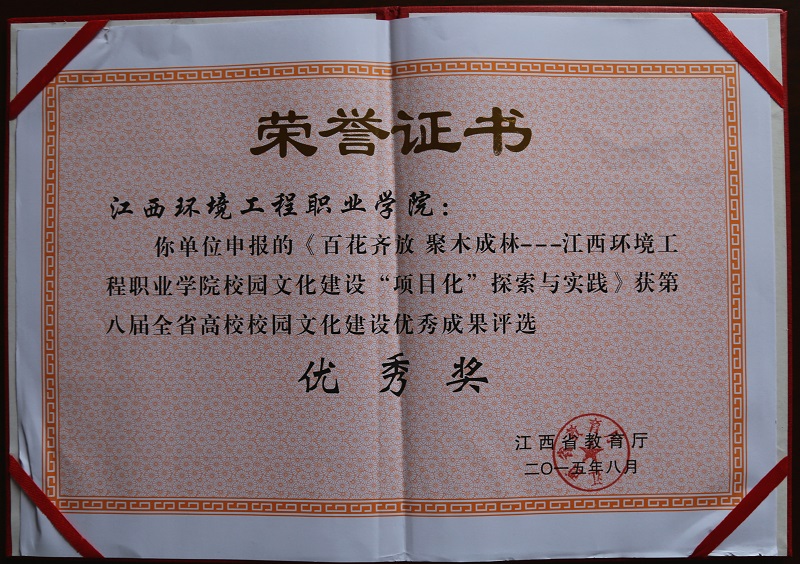 荣誉证书
江西环境工程职业学院：
你单位申报的《百花齐放 聚木成林---江西环境工
程职业学院校园文化建设“项目化”探索与实践》获第
八届全省高校校园文化建设优秀成果评选
优秀奖
江西省教育厅
二〇一五年八月